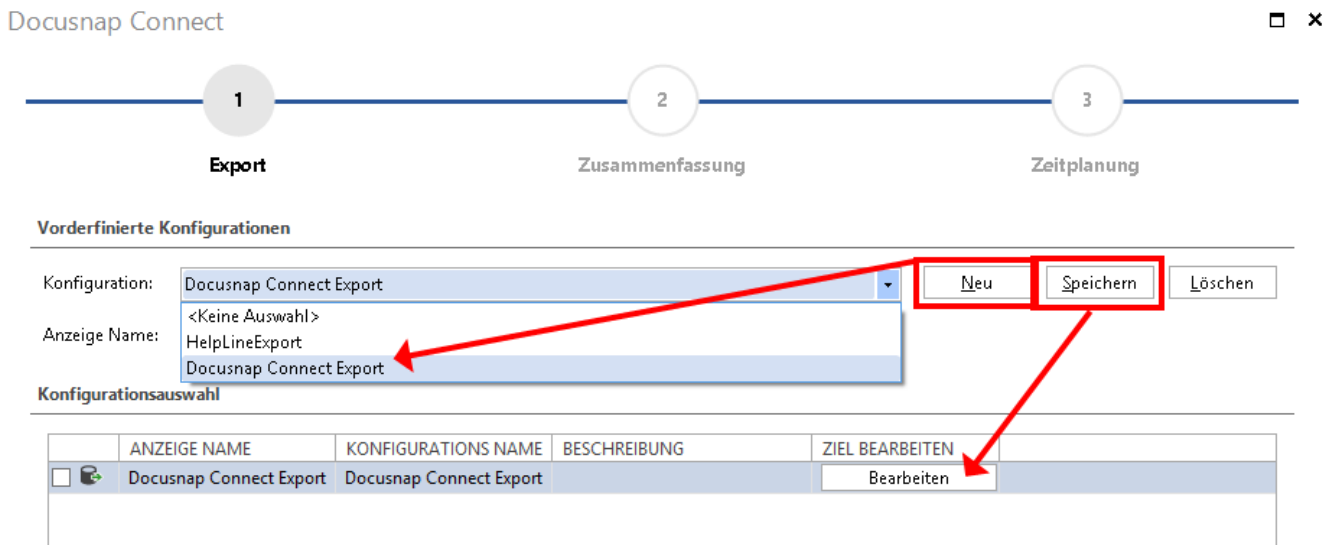 Docusnap Connect
1 2 3
Export Zusammenfassung Zeitplanung
Vorderfinierte Konfigurationen
Konfiguration: Docusnap Connect Export Neu Speichern Löschen
<Keine Auswahl>
Anzeige Name: HelpLineExport
Docusnap Connect Export
Konfigurationsauswahl
ANZEIGE NAME KONFIGURATIONS NAME BESCHREIBUNG ZIEL BEARBEITEN
Docusnap Connect Export Docusnap Connect Export Bearbeiten